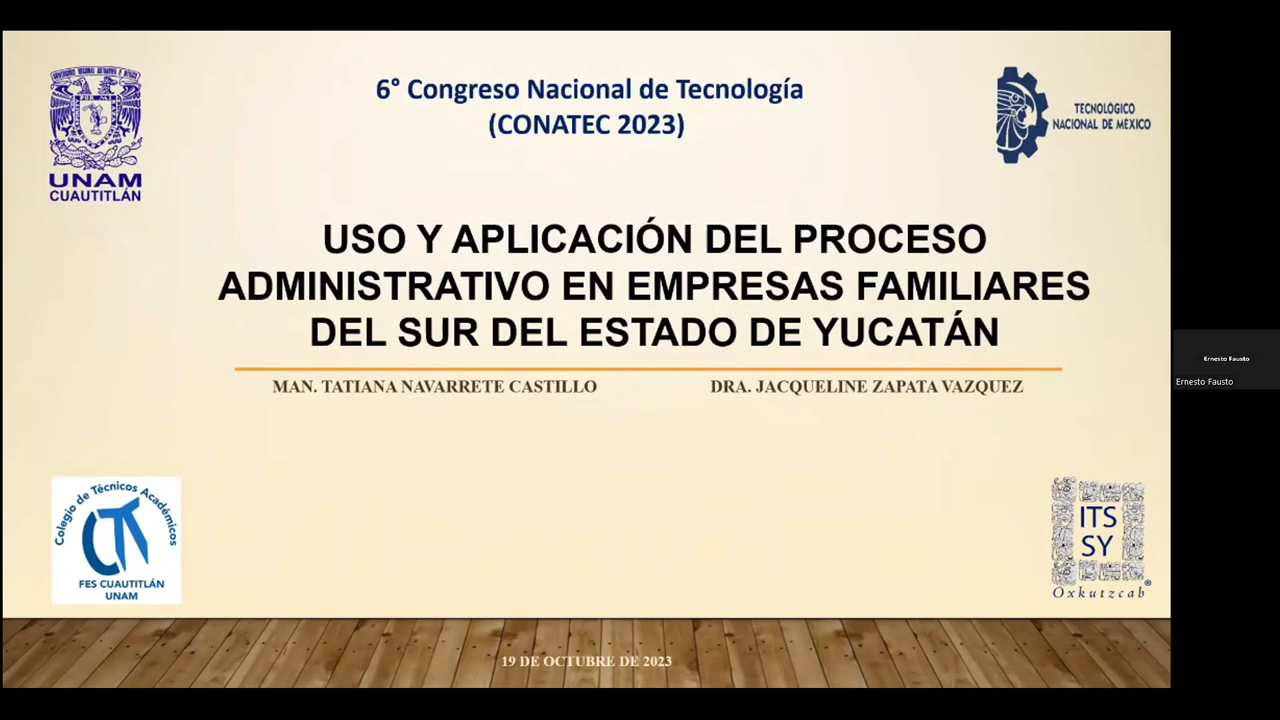 6° Congreso Nacional de Tecnología
(CONATEC 2023)
UNAM
CUAUTITLÁN
TECNOLÓGICO
NACIONAL DE MÉXICO
USO Y APLICACIÓN DEL PROCESO
ADMINISTRATIVO EN EMPRESAS FAMILIARES
DEL SUR DEL ESTADO DE YUCATÁN
MAN. TATIANA NAVARRETE CASTILLO
DRA. JACQUELINE ZAPATA VAZQUEZ
Ernesto Fausto
Ernesto Fausto
Colegio de Técnicos Académicos
FES CUAUTITLÁN
UNAM
ITS
SY
Oxkutzcab
19 DE OCTUBRE DE 2023